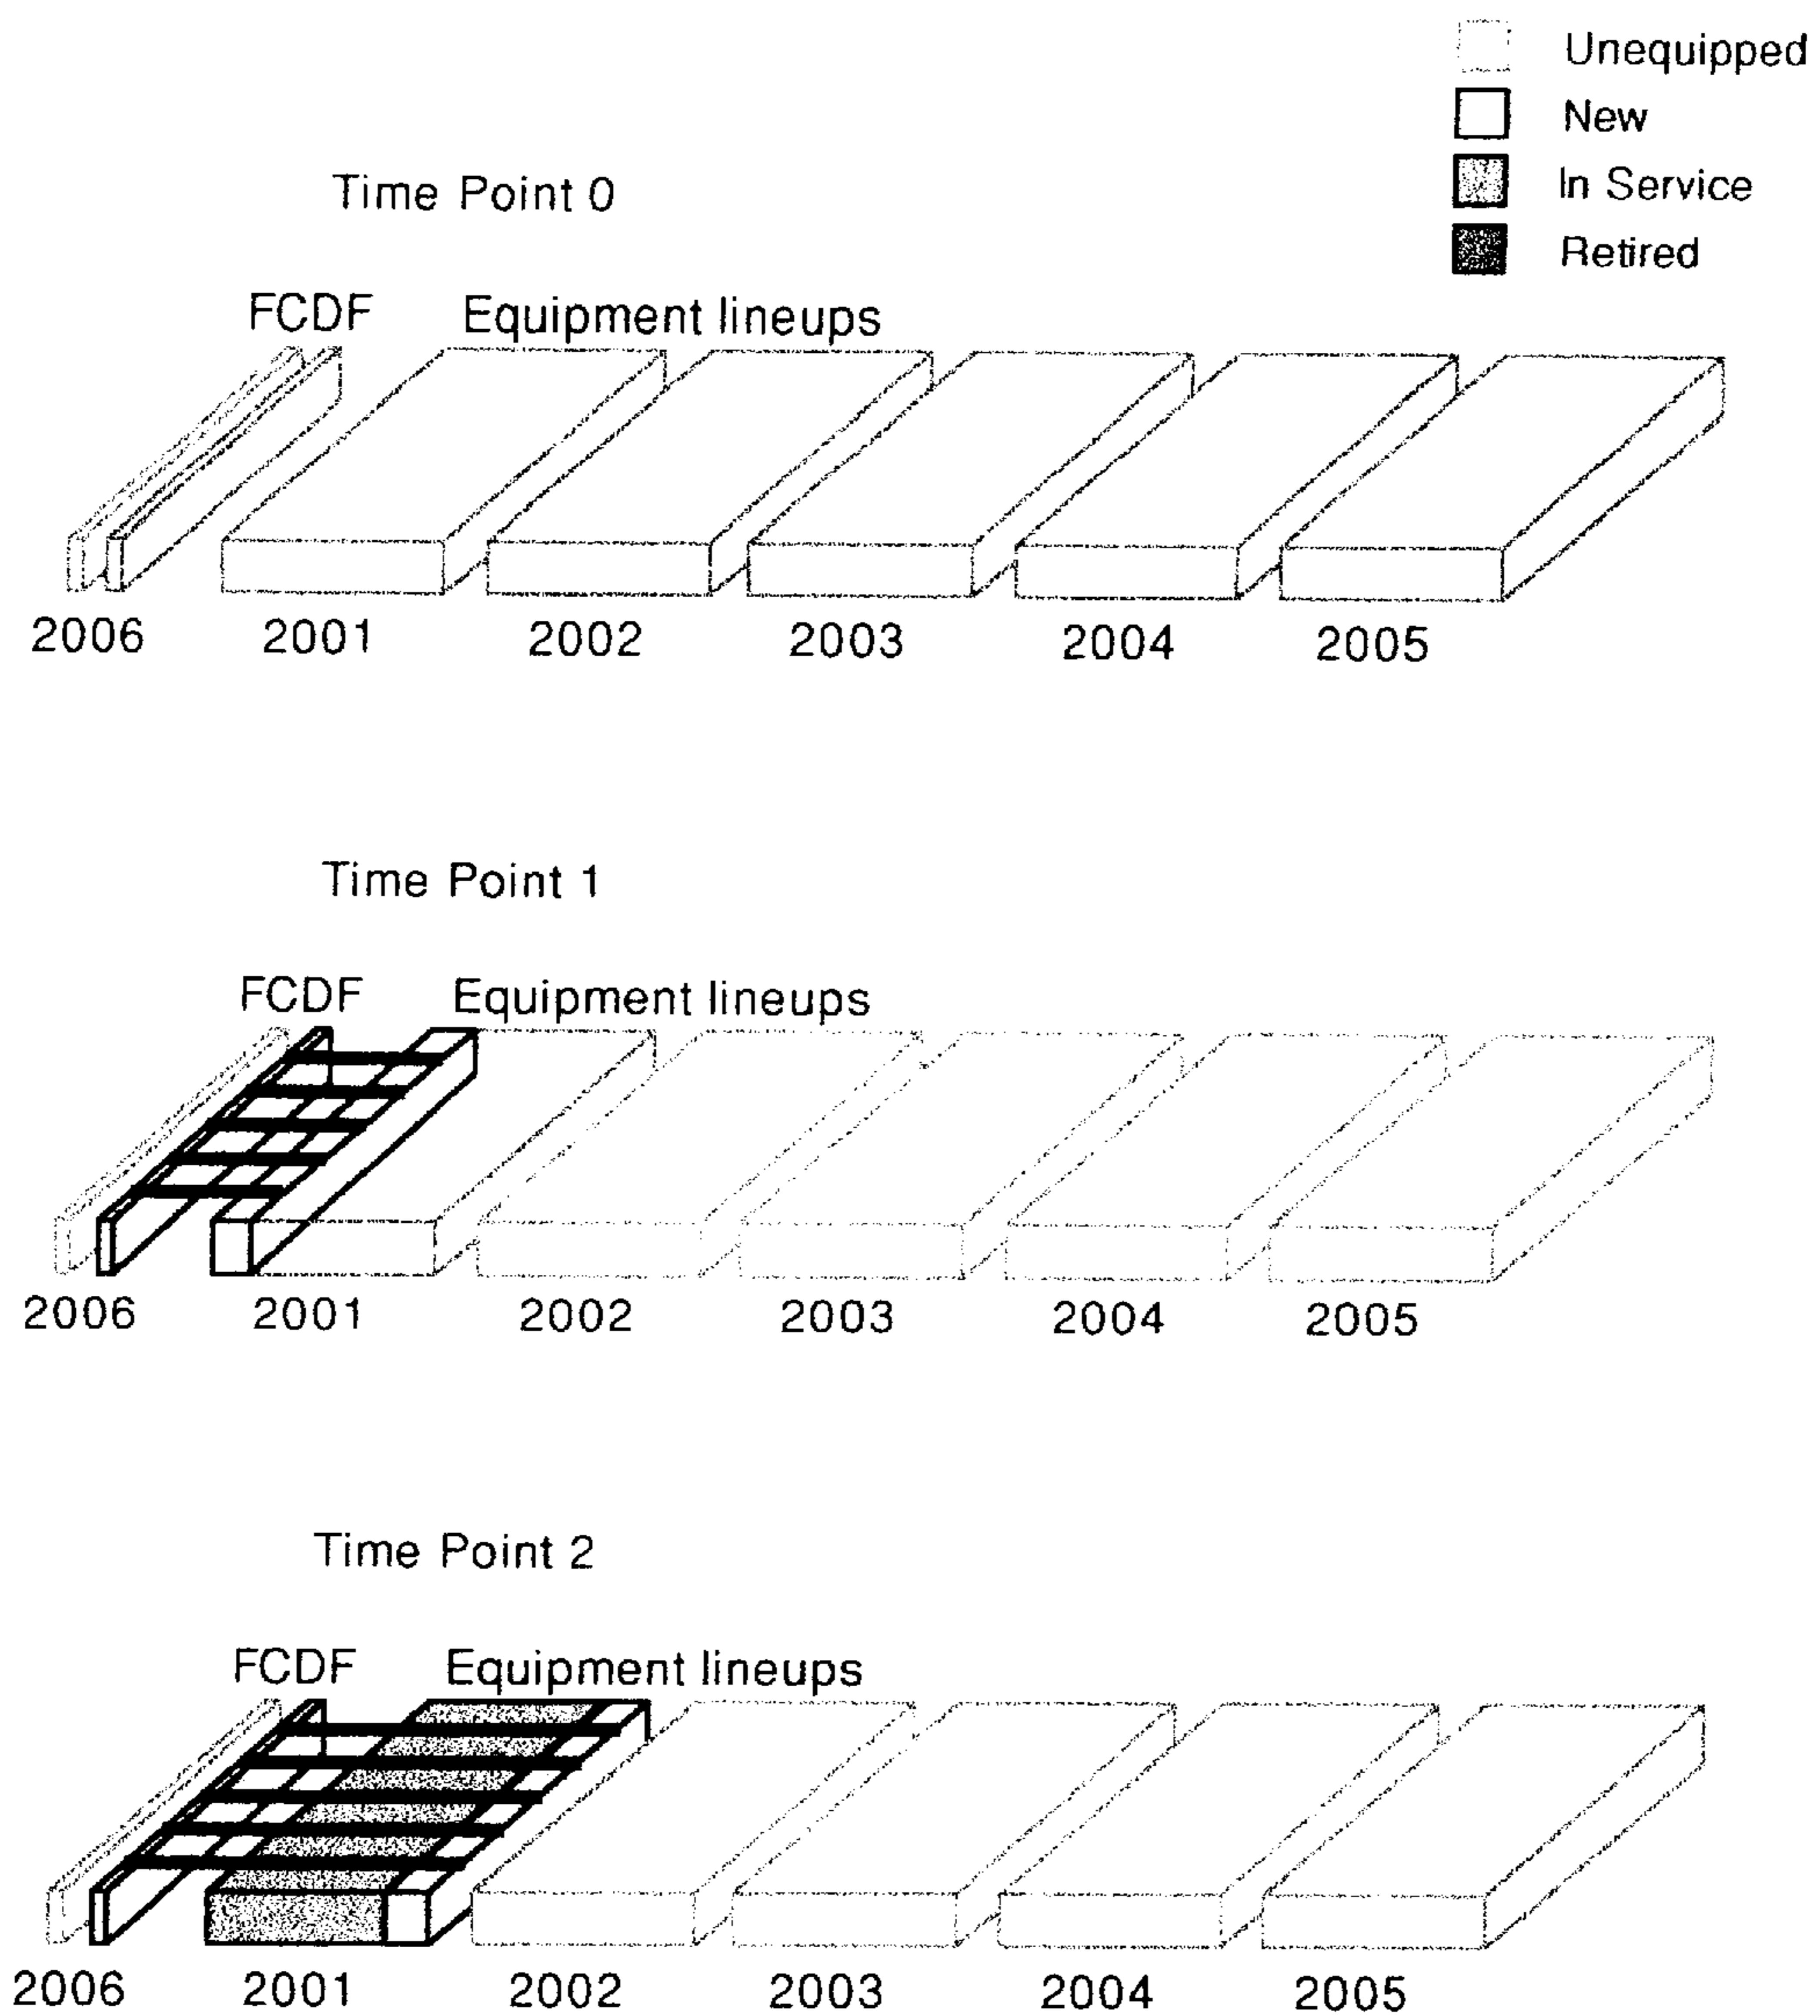 Unequipped
New
In Service
Retired
Time Point 0
FCDF Equipment lineups
2006 2001 2002 2003 2004 2005
Time Point 1
FCDF Equipment lineups
2006 2001 2002 2003 2004 2005
Time Point 2
FCDF Equipment lineups
2006 2001 2002 2003 2004 2005